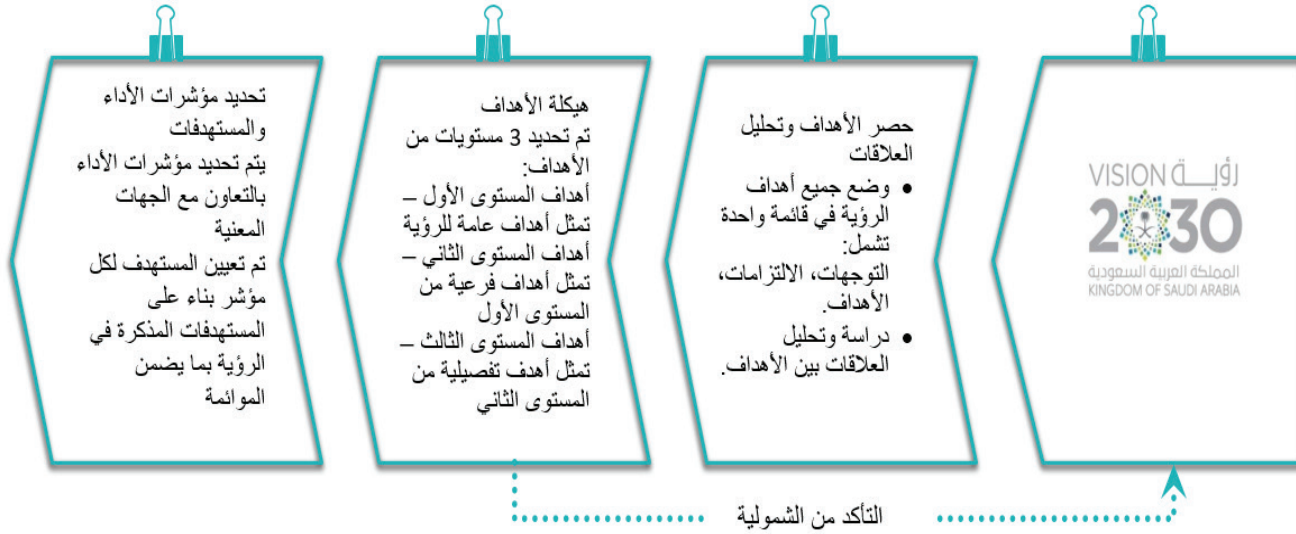 VISION رؤيــة
2030
المملكة العربية السعودية
KINGDOM OF SAUDI ARABIA
حصر الأهداف وتحليل
العلاقات
• وضع جميع أهداف
الرؤية في قائمة واحدة
تشمل:
التوجهات، الالتزامات،
الأهداف.
• دراسة وتحليل
العلاقات بين الأهداف.
هيكلة الأهداف
تم تحديد 3 مستويات من
الأهداف:
أهداف المستوى الأول –
تمثل أهداف عامة للرؤية
أهداف المستوى الثاني –
تمثل أهداف فرعية من
المستوى الأول
أهداف المستوى الثالث –
تمثل أهدف تفصيلية من
المستوى الثاني
تحديد مؤشرات الأداء
والمستهدفات
يتم تحديد مؤشرات الأداء
بالتعاون مع الجهات
المعنية
تم تعيين المستهدف لكل
مؤشر بناء على
المستهدفات المذكرة في
الرؤية بما يضمن
الموائمة
التأكد من الشمولية